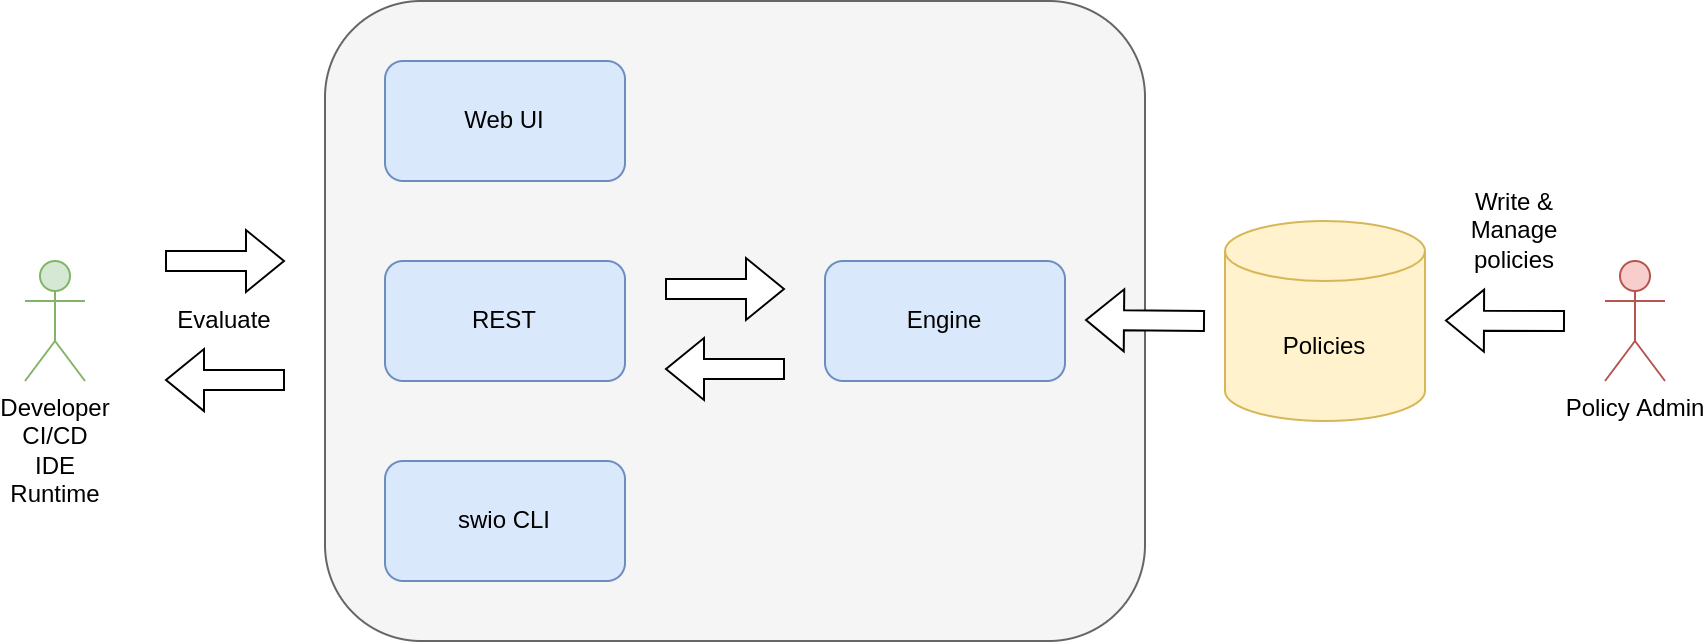 Web UI
REST
swio CLI
Engine
Evaluate
Developer
CI/CD
IDE
Runtime
Policies
Write &
Manage
policies
Policy Admin